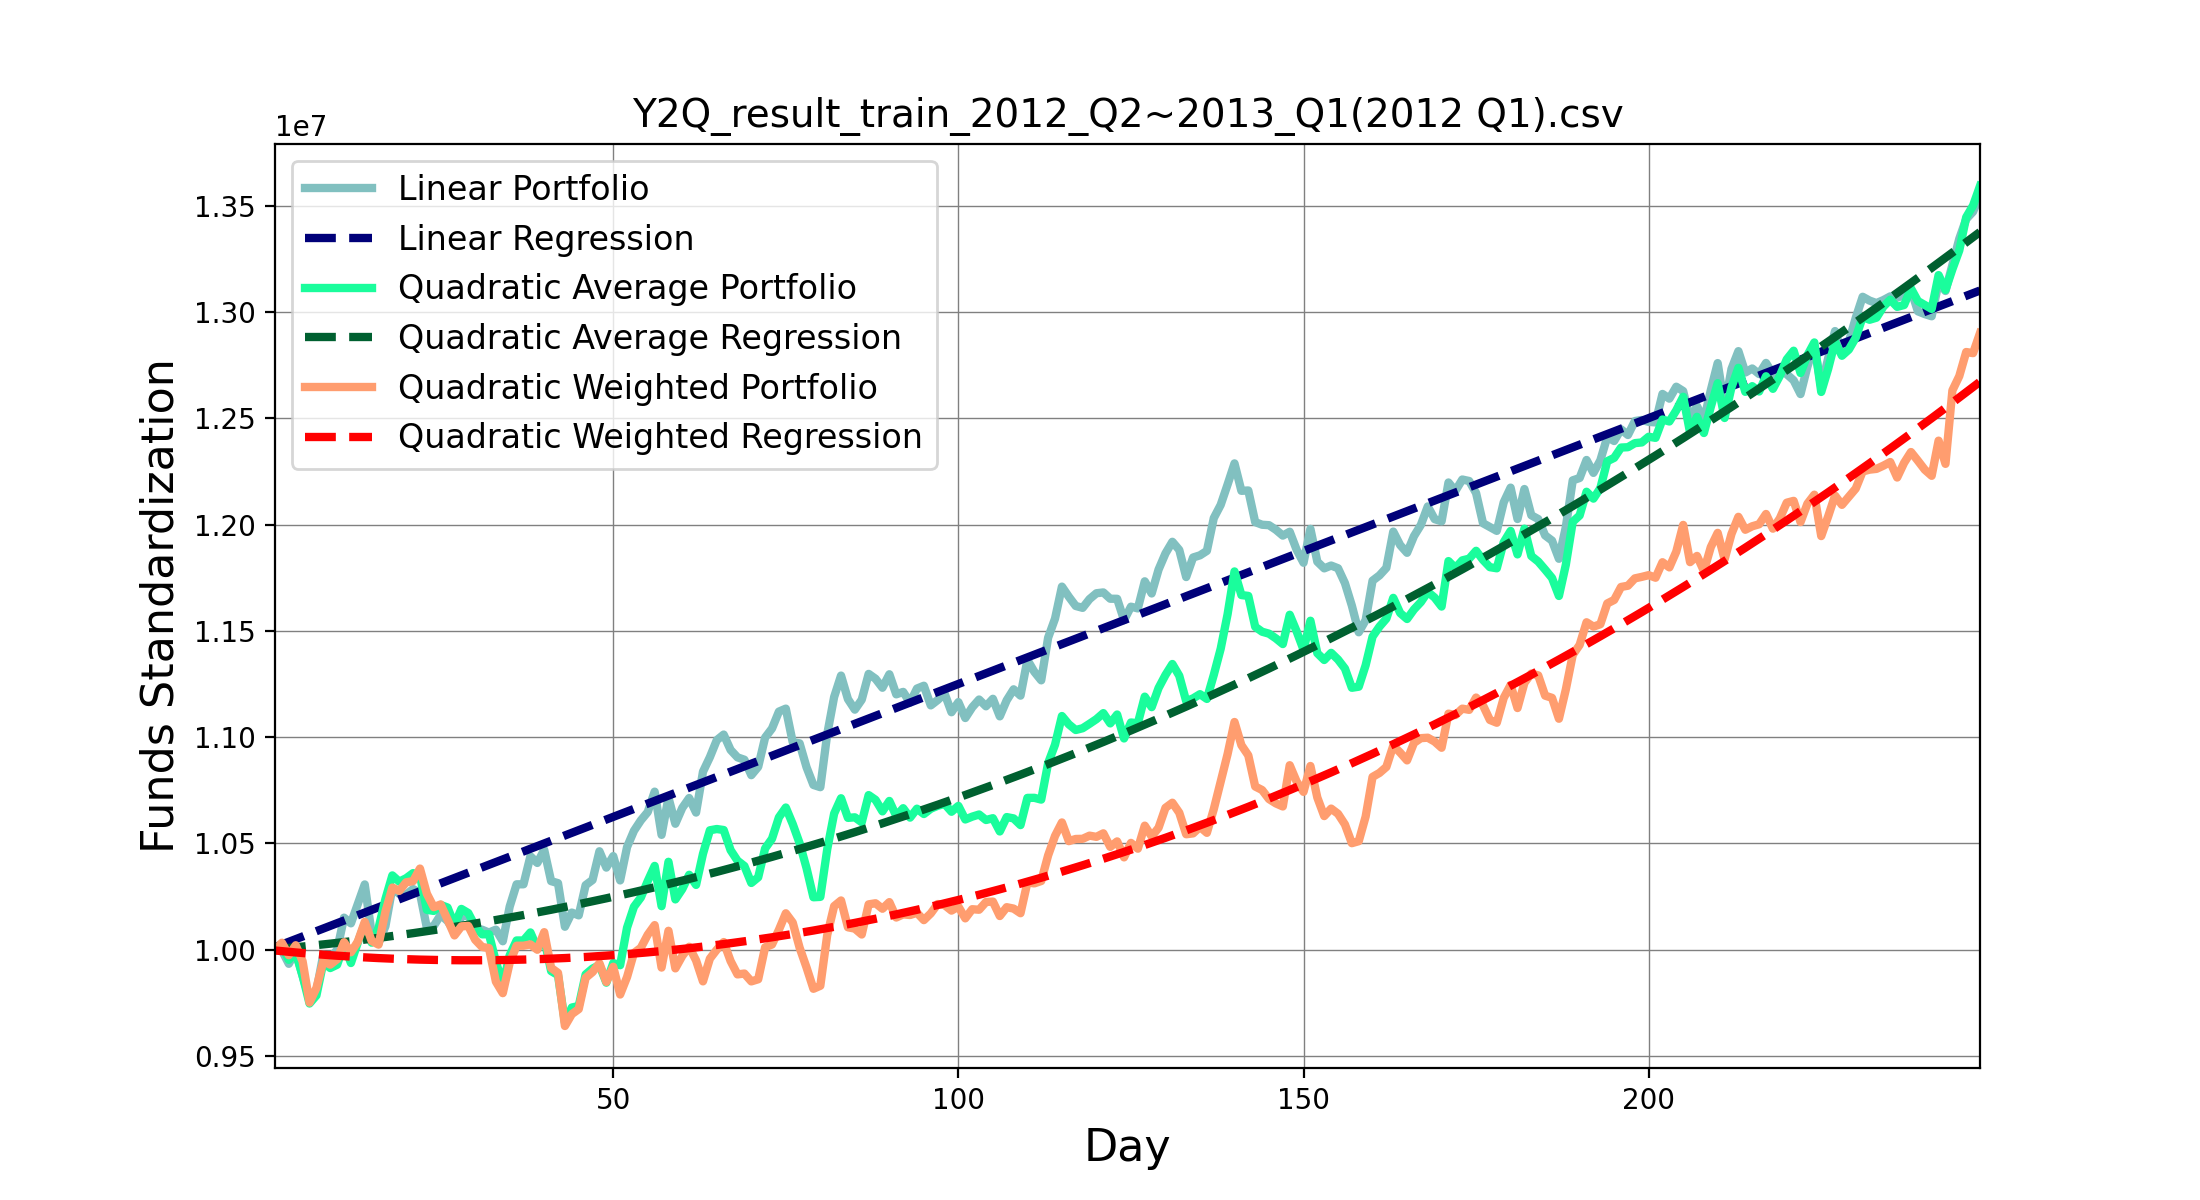 Y2Q_result_train_2012_Q2~2013_Q1(2012 Q1).csv
1e7
Linear Portfolio
Linear Regression
Quadratic Average Portfolio
Quadratic Average Regression
Quadratic Weighted Portfolio
Quadratic Weighted Regression
Funds Standardization
1.35
1.30
1.25
1.20
1.15
1.10
1.05
1.00
0.95
50 100 150 200
Day